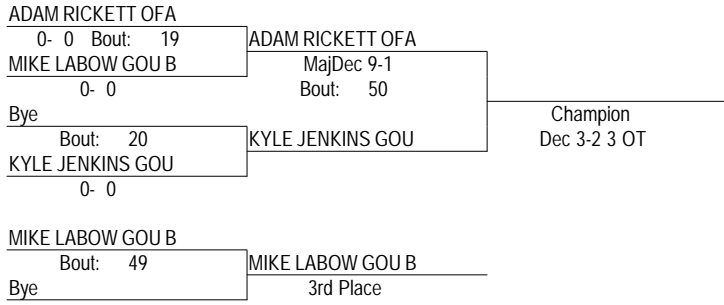 ADAM RICKETT OFA
0- 0 Bout: 19 ADAM RICKETT OFA
MIKE LABOW GOU B MajDec 9-1
0- 0 Bout: 50
Bye Champion
Bout: 20 KYLE JENKINS GOU Dec 3-2 3 OT
KYLE JENKINS GOU
0- 0
MIKE LABOW GOU B
Bout: 49 MIKE LABOW GOU B
Bye 3rd Place